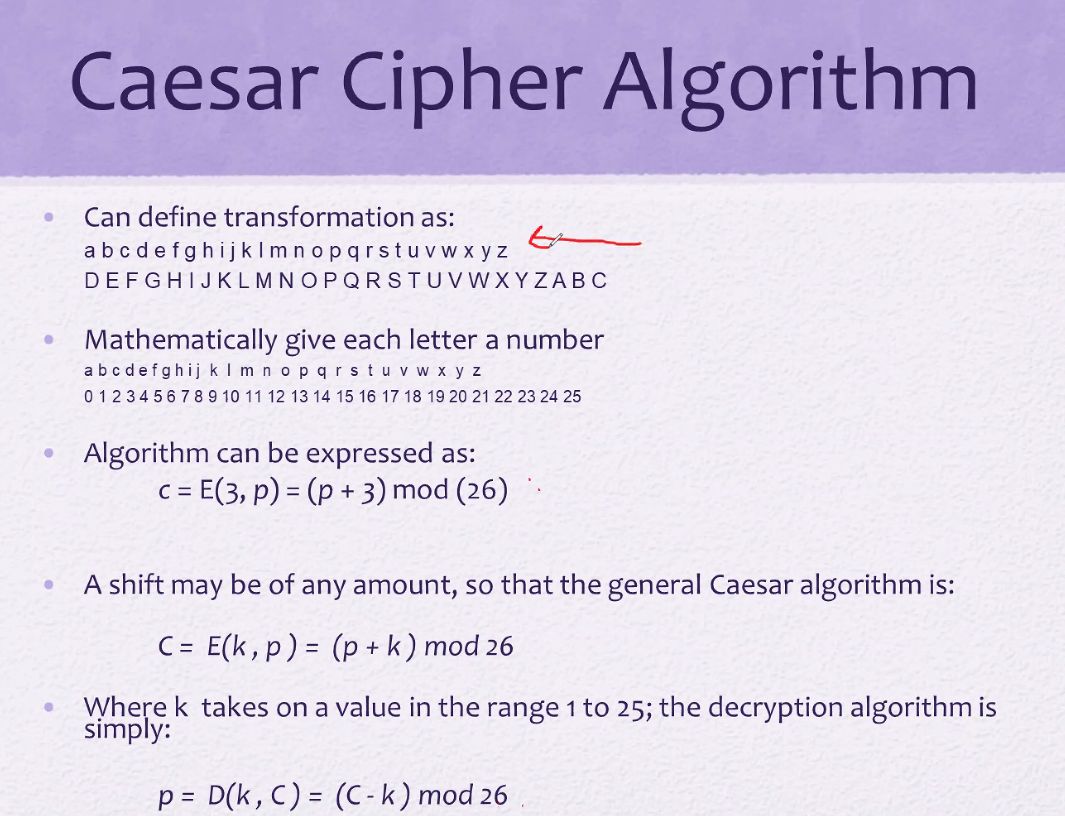 Caesar Cipher Algorithm
• Can define transformation as:
a b c d e f g h i j k l m n o p q r s t u v w x y z
D E F G H I J K L M N O P Q R S T U V W X Y Z A B C
• Mathematically give each letter a number
a b c d e f g h i j k l m n o p q r s t u v w x y z
0 1 2 3 4 5 6 7 8 9 10 11 12 13 14 15 16 17 18 19 20 21 22 23 24 25
• Algorithm can be expressed as:
c = E(3, p) = (p + 3) mod (26)
• A shift may be of any amount, so that the general Caesar algorithm is:
C = E(k , p ) = (p + k ) mod 26
• Where k takes on a value in the range 1 to 25; the decryption algorithm is
simply:
p = D(k , C ) = (C - k ) mod 26